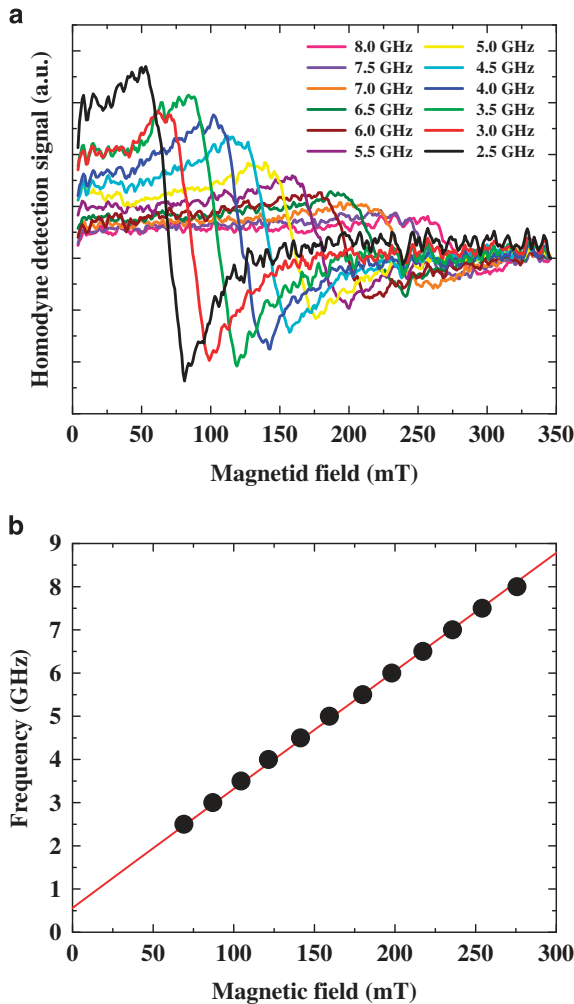 a
Homodyne detection signal (a.u.)
8.0 GHz 5.0 GHz
7.5 GHz 4.5 GHz
7.0 GHz 4.0 GHz
6.5 GHz 3.5 GHz
6.0 GHz 3.0 GHz
5.5 GHz 2.5 GHz
0 50 100 150 200 250 300 350
Magnetid field (mT)
b
Frequency (GHz)
9
8
7
6
5
4
3
2
1
0
0 50 100 150 200 250 300
Magnetic field (mT)